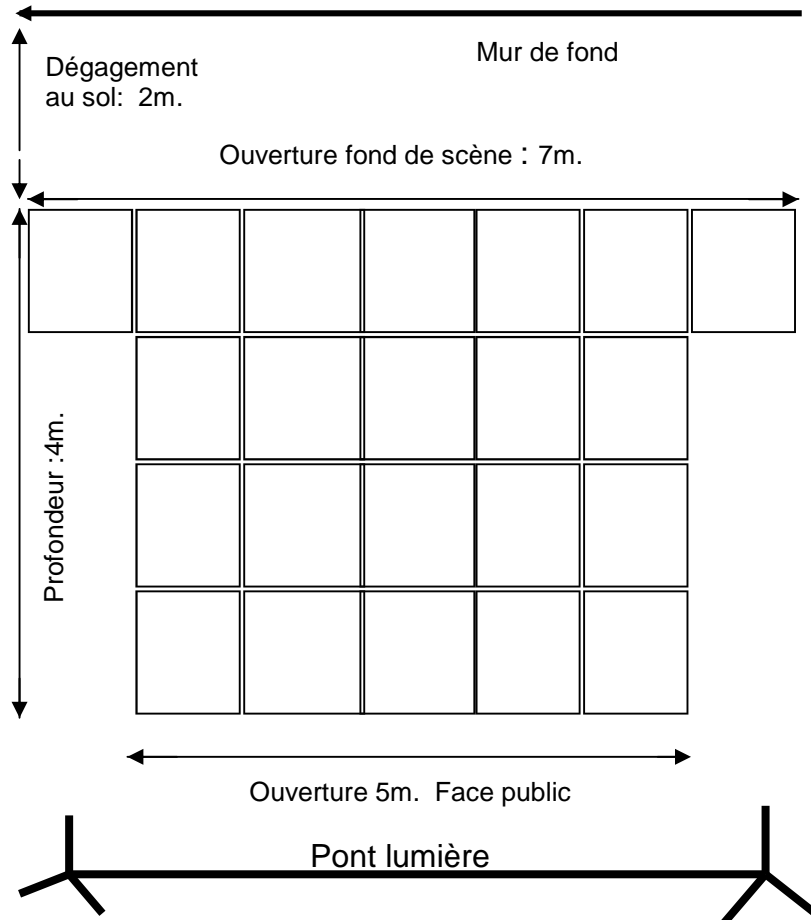 Mur de fond
Dégagement
au sol: 2m.
Ouverture fond de scène : 7m.
Profondeur :4m.
Ouverture 5m. Face public
Pont lumière